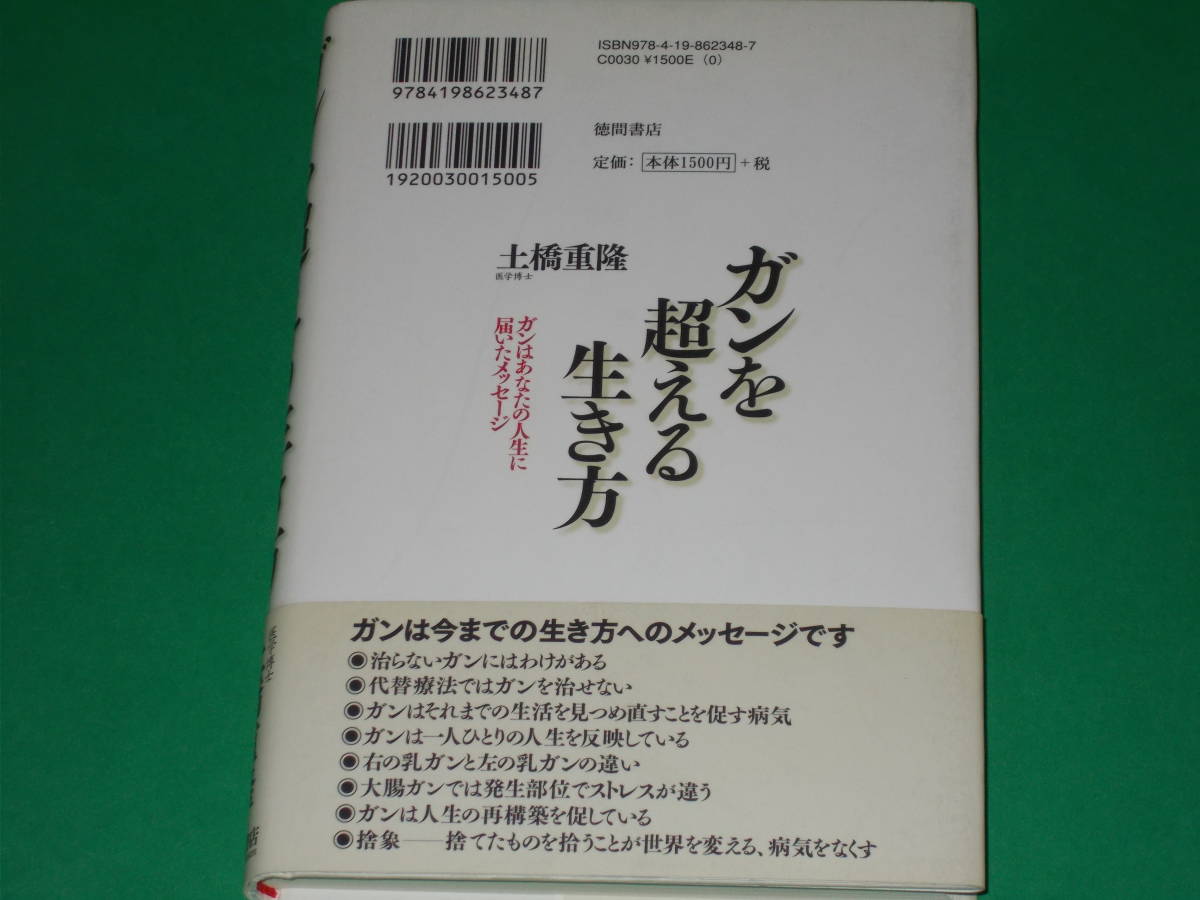 ISBN978-4-19-862348-7
C0030 ¥1500E (0)
9784198623487
1920030015005
徳間書店
定価： 本体1500円 + 税
ガンを
超える
生き方
土橋重隆
医学博士
ガンはあなたの人生に
届いたメッセージ
ガンは今までの生き方へのメッセージです
◉治らないガンにはわけがある
◉代替療法ではガンを治せない
◉ガンはそれまでの生活を見つめ直すことを促す病気
◉ガンは一人ひとりの人生を反映している
◉右の乳ガンと左の乳ガンの違い
◉大腸ガンでは発生部位でストレスが違う
◉ガンは人生の再構築を促している
◉捨象――捨てたものを拾うことが世界を変える、病気をなくす
医学博士
店